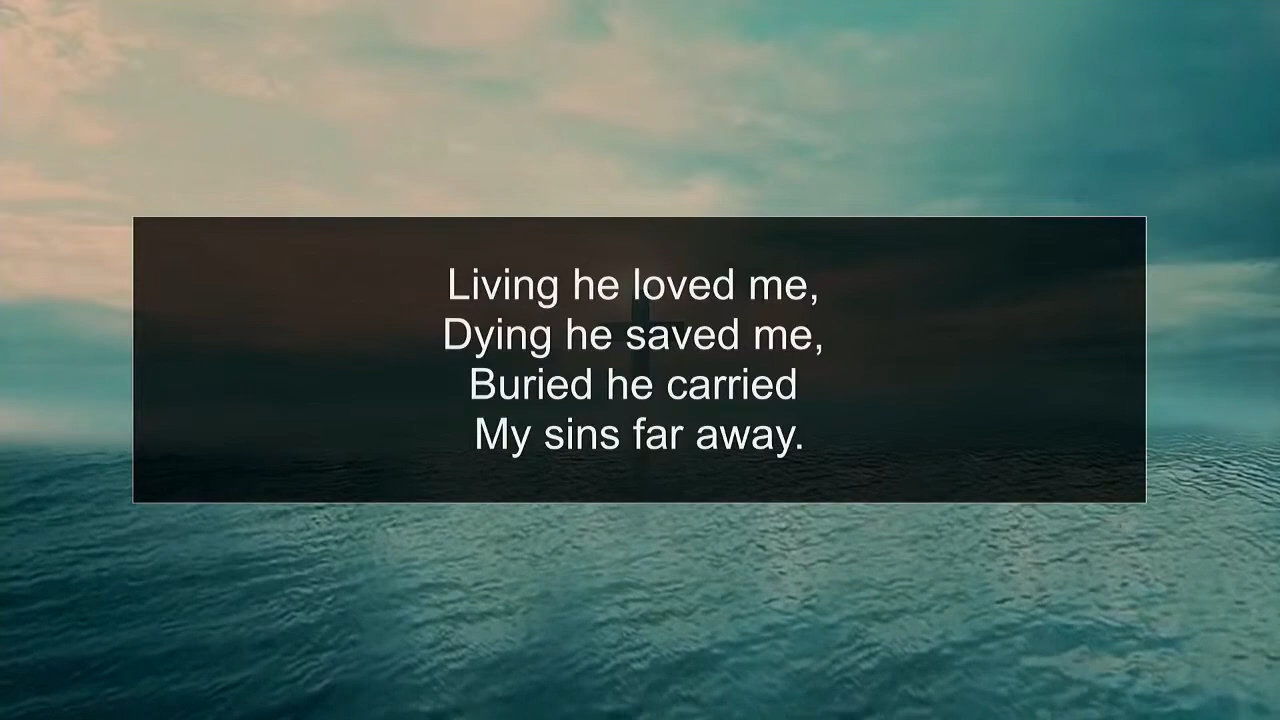 Living he loved me,
Dying he saved me,
Buried he carried
My sins far away.